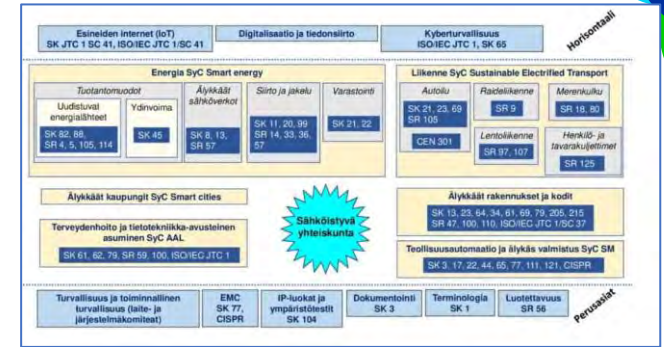 Esineiden internet (IoT)
SK JTC 1 SC 41, ISO/IEC JTC 1/SC 41
Digitalisaatio ja tiedonsiirto
Kyberturvallisuus
ISO/IEC JTC 1, SK 65
Horisontaali
Energia SyC Smart energy
Tuotantomuodot
Uudistuvat
energialähteet
SK 82, 88,
SR 4, 5, 105, 114
Ydinvoima
SK 45
Älykkäät
sähköverkot
SK 8, 13,
SR 57
Siirto ja jakelu
SK 11, 20, 99
SR 14, 33, 36,
57
Varastointi
SK 21, 22
Liikenne SyC Sustainable Electrified Transport
Autoilu
SK 21, 23, 69
SR 105
CEN 301
Raideliikenne
SR 9
Merenkulku
SR 18, 80
Lentoliikenne
SR 97, 107
Henkilö- ja
tavarakuljettimet
SR 125
Älykkäät kaupungit SyC Smart cities
Terveydenhoito ja tietotekniikka-avusteinen
asuminen SyC AAL
SK 61, 62, 79, SR 59, 100, ISO/IEC JTC 1
Sähköistyvä
yhteiskunta
Älykkäät rakennukset ja kodit
SK 13, 23, 64, 34, 61, 69, 79, 205, 215
SR 47, 100, 110, ISO/IEC JTC 1/SC 37
Teollisuusautomaatio ja älykäs valmistus SyC SM
SK 3, 17, 22, 44, 65, 77, 111, 121, CISPR
Turvallisuus ja toiminnallinen
turvallisuus (laite- ja
järjestelmäkomiteat)
EMC
SK 77,
CISPR
IP-luokat ja
ympäristötestit
SK 104
Dokumentointi
SK 3
Terminologia
SK 1
Luotettavuus
SR 56
Perusasiat